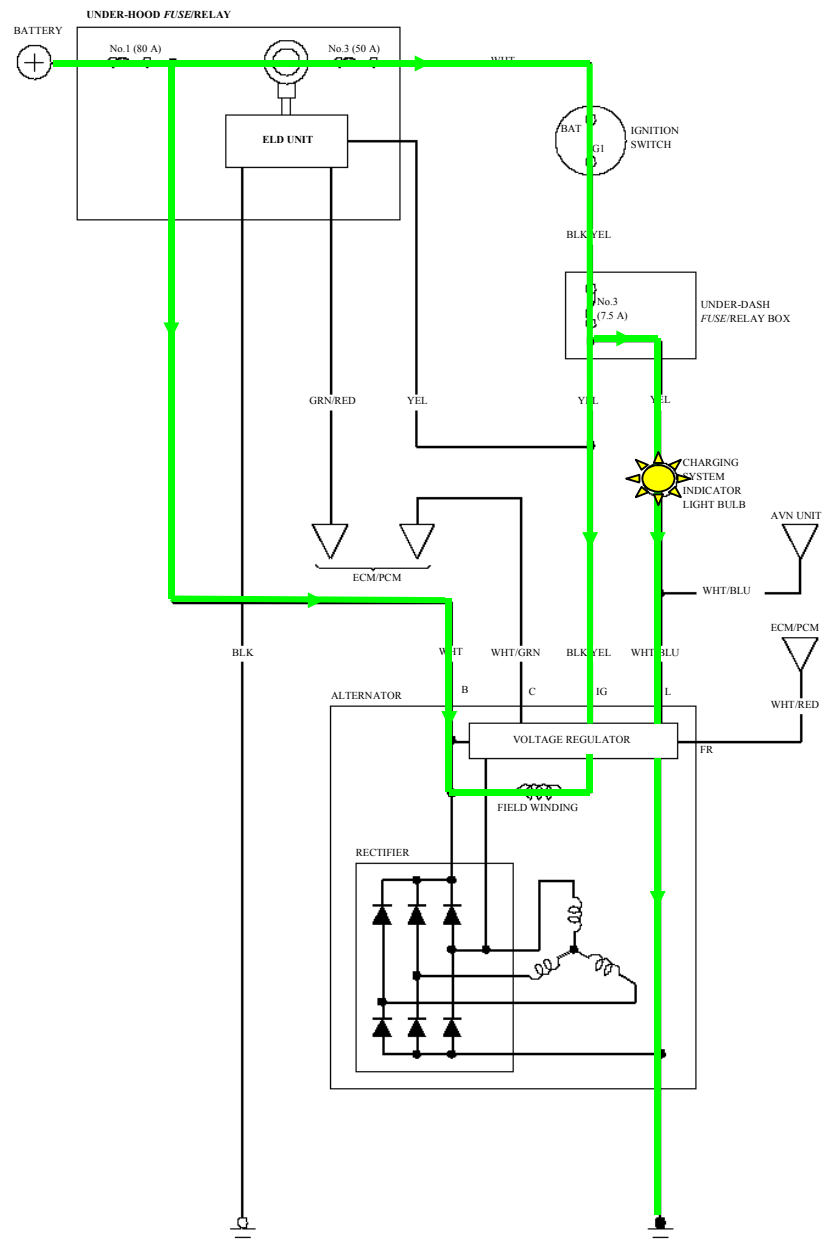 UNDER-HOOD FUSE/RELAY
BATTERY
No.1 (80 A)
No.3 (50 A)
WHT
ELD UNIT
BAT
IG1
IGNITION
SWITCH
BLK/YEL
No.3
(7.5 A)
UNDER-DASH
FUSE/RELAY BOX
GRN/RED
YEL
YEL
YEL
CHARGING
SYSTEM
INDICATOR
LIGHT BULB
AVN UNIT
ECM/PCM
WHT/BLU
ECM/PCM
BLK
WHT
WHT/GRN
BLK/YEL
WHT/BLU
ALTERNATOR
B
C
IG
L
WHT/RED
VOLTAGE REGULATOR
FR
FIELD WINDING
RECTIFIER